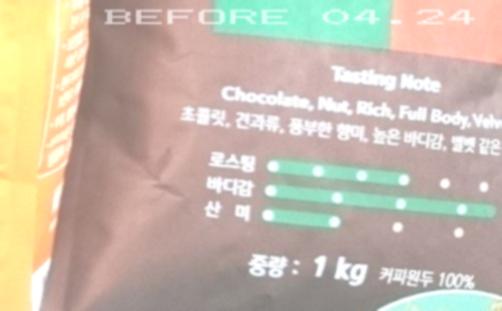 BEFORE 04.24
Tasting Note
Chocolate, Nut, Rich, Full Body,
초콜릿, 견과류, 풍부한 향미, 높은 바디감, 벨벳 같은
로스팅
바디감
산 미
중량 : 1 kg 커피원두 100%